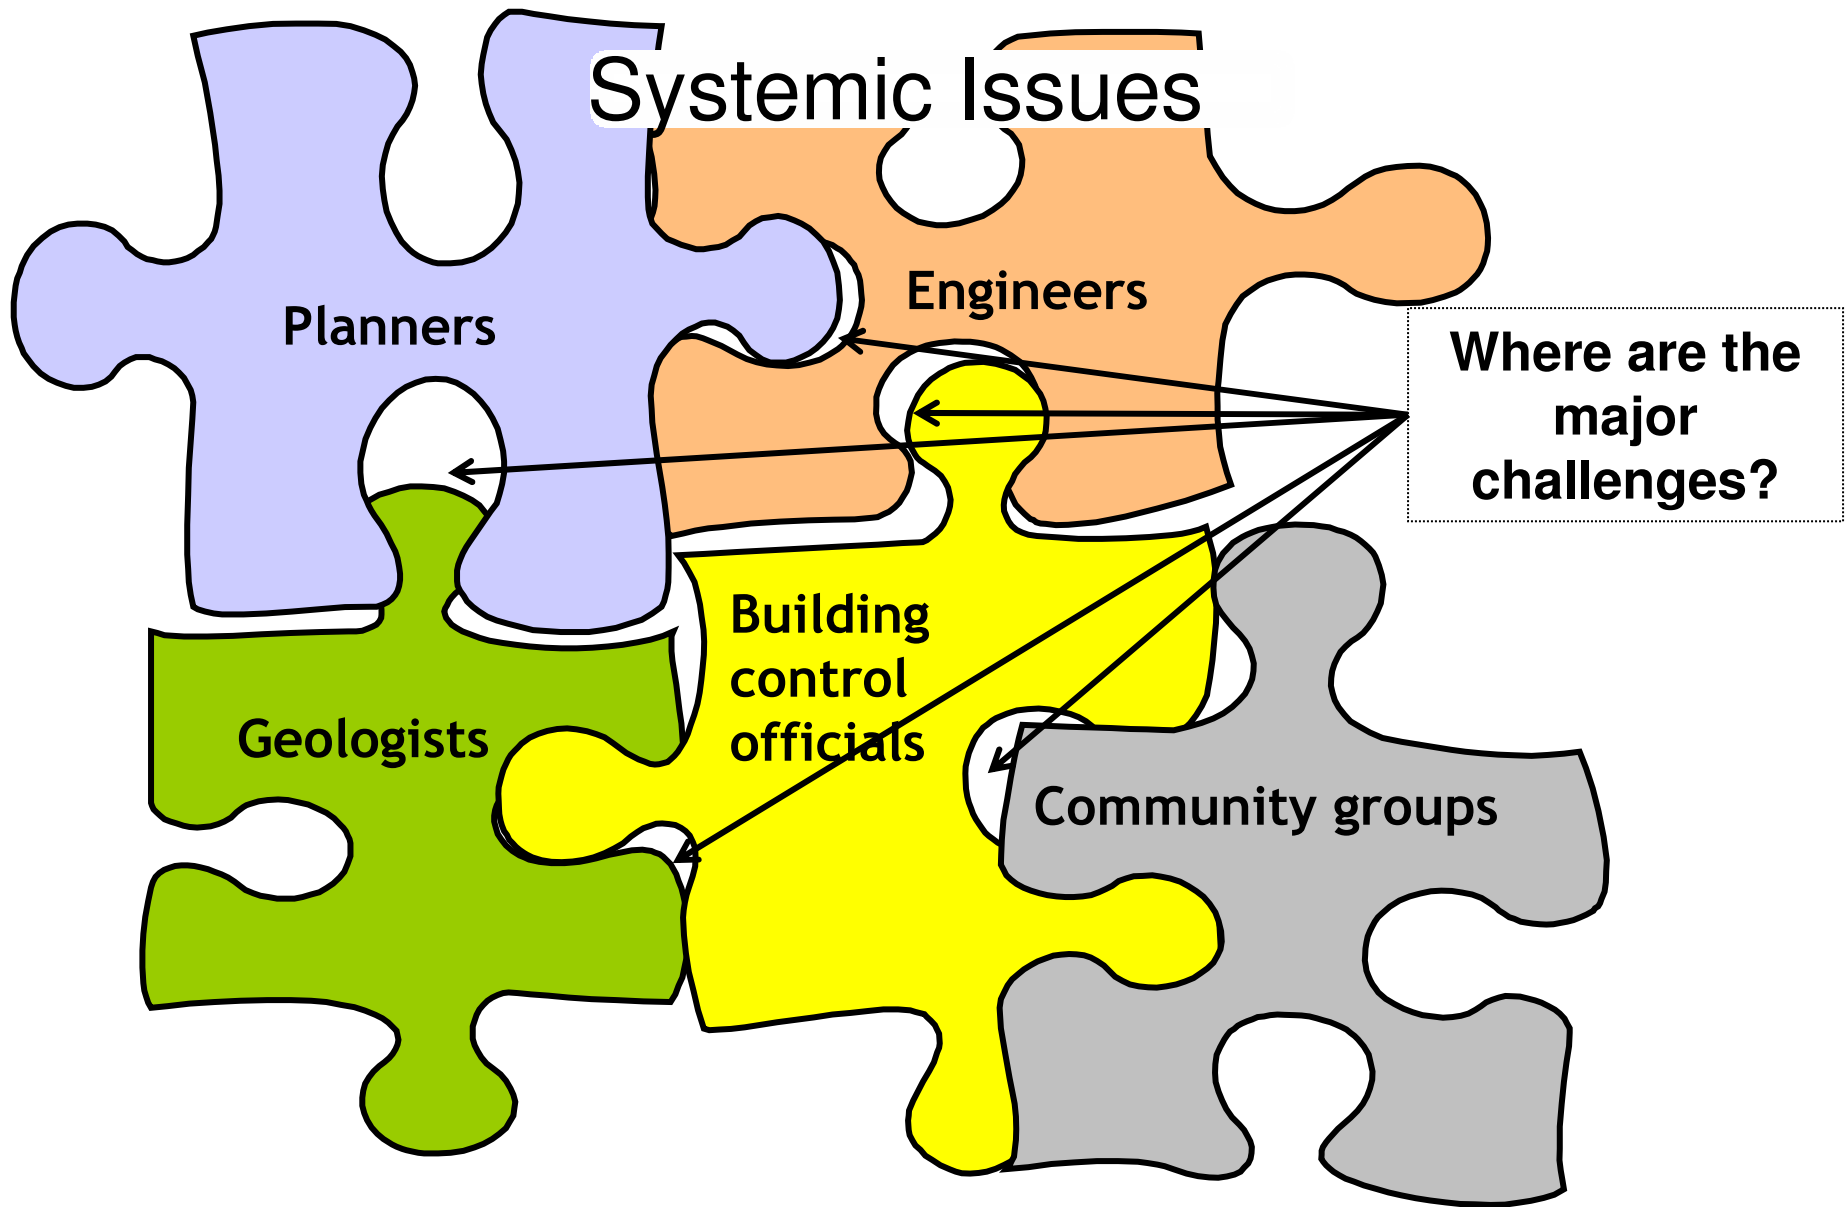 Systemic Issues
Engineers
Planners
Where are the
major
challenges?
Building
control
officials
Geologists
Community groups